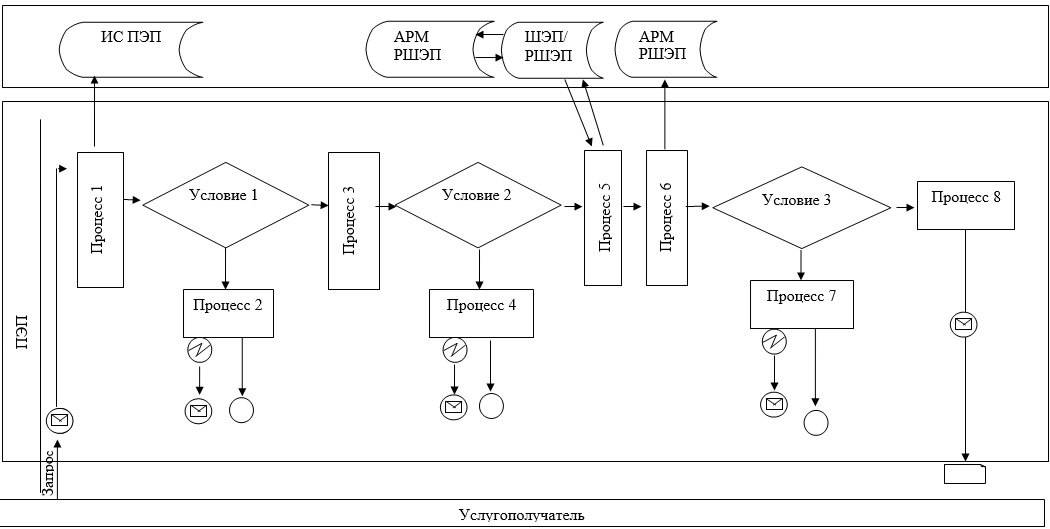 ИС ПЭП
АРМ
РШЭП
ШЭП/
РШЭП
АРМ
РШЭП
Процесс 1
Условие 1
Процесс 3
Условие 2
Процесс 5
Процесс 6
Условие 3
Процесс 8
Процесс 2
Процесс 4
Процесс 7
ПЭП
Запрос
Услугополучатель